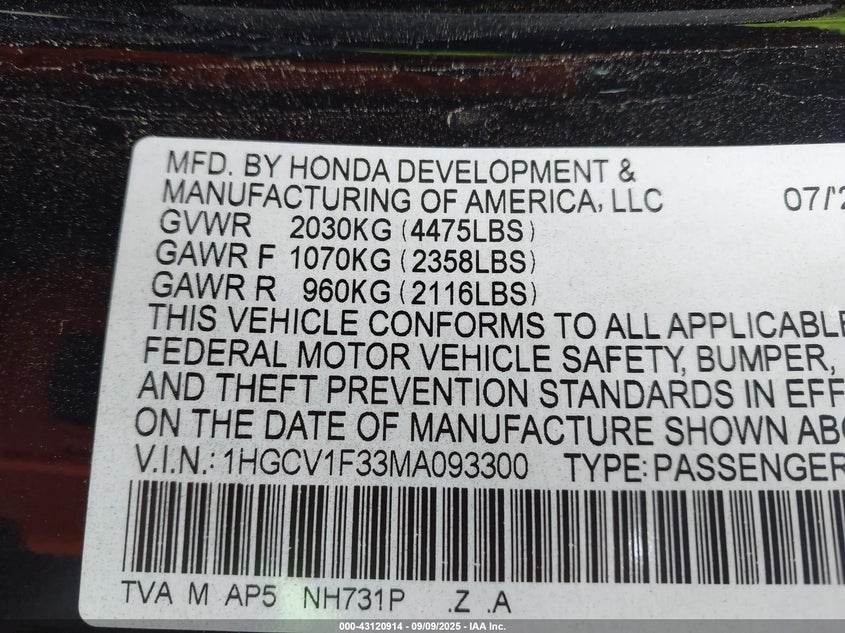 MFD. BY HONDA DEVELOPMENT &
MANUFACTURING OF AMERICA, LLC 07/2
GVWR 2030KG (4475LBS)
GAWR F 1070KG (2358LBS)
GAWR R 960KG (2116LBS)
THIS VEHICLE CONFORMS TO ALL APPLICABLE
FEDERAL MOTOR VEHICLE SAFETY, BUMPER,
AND THEFT PREVENTION STANDARDS IN EFF
ON THE DATE OF MANUFACTURE SHOWN ABO
V.I.N.: 1HGCV1F33MA093300 TYPE: PASSENGER
TVA M AP5 NH731P .Z .A
000-43120914 - 09/09/2025 - IAA Inc.